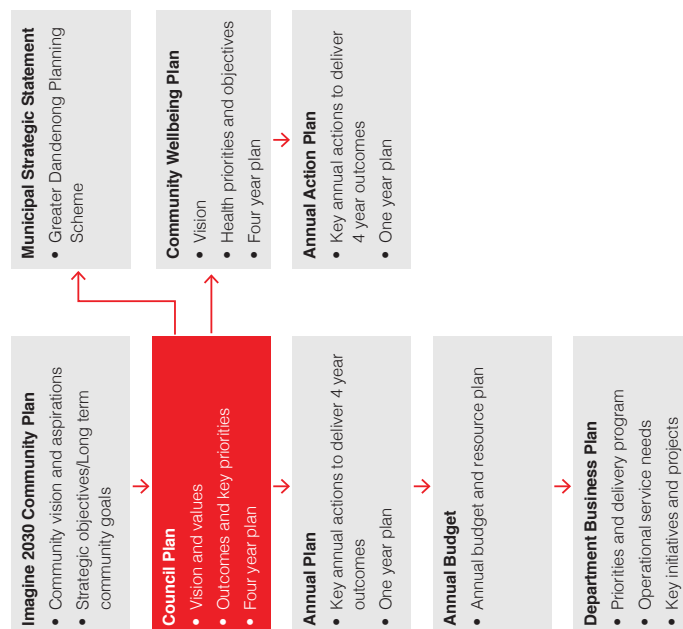 Imagine 2030 Community Plan
• Community vision and aspirations
• Strategic objectives/Long term
community goals
Council Plan
• Vision and values
• Outcomes and key priorities
• Four year plan
Annual Plan
• Key annual actions to deliver 4 year
outcomes
• One year plan
Annual Budget
• Annual budget and resource plan
Department Business Plan
• Priorities and delivery program
• Operational service needs
• Key initiatives and projects
Municipal Strategic Statement
• Greater Dandenong Planning
Scheme
Community Wellbeing Plan
• Vision
• Health priorities and objectives
• Four year plan
Annual Action Plan
• Key annual actions to deliver
4 year outcomes
• One year plan